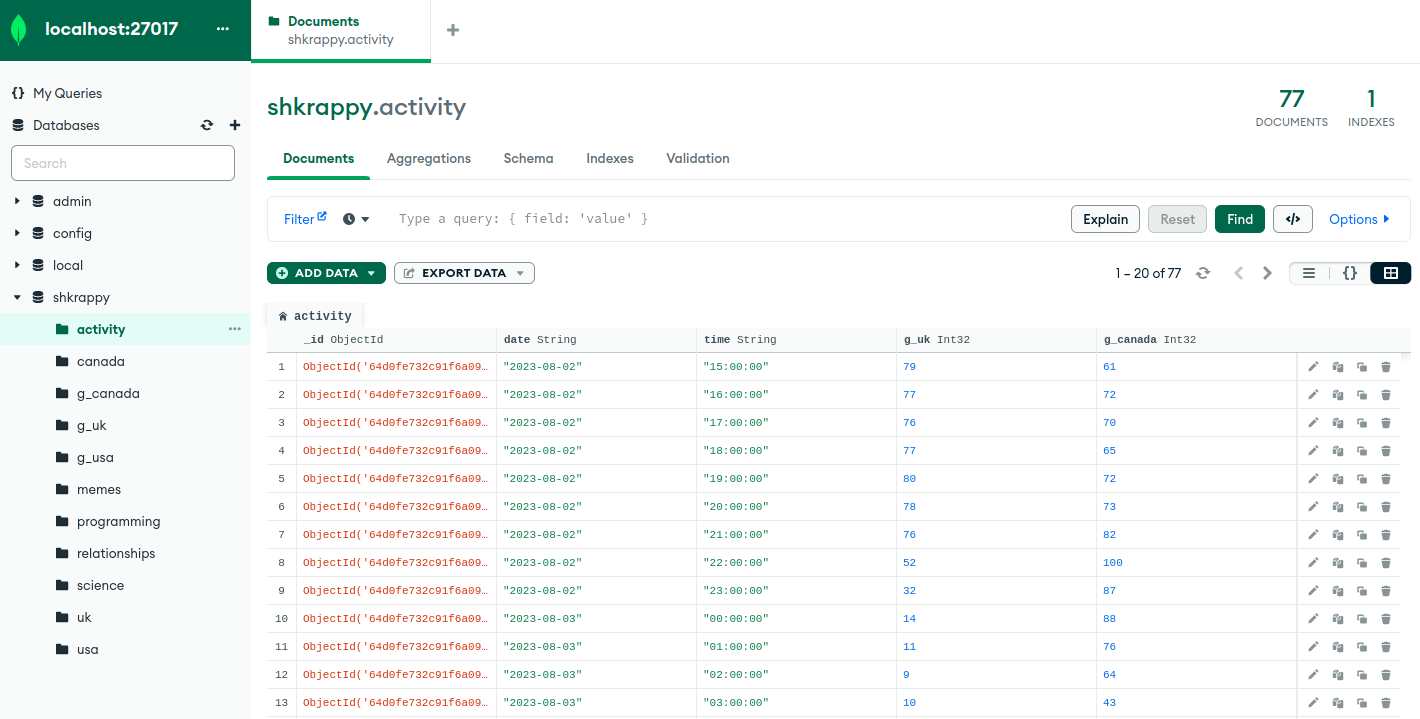 localhost:27017 ...
Documents
shkrappy.activity
My Queries
Databases
Search
admin
config
local
shkrappy
activity ...
canada
g_canada
g_uk
g_usa
memes
programming
relationships
science
uk
usa
shkrappy.activity
77
DOCUMENTS
1
INDEXES
Documents Aggregations Schema Indexes Validation
Filter Type a query: { field: 'value' } Explain Reset Find </> Options
ADD DATA EXPORT DATA 1 – 20 of 77 {}
activity
_id ObjectId date String time String g_uk Int32 g_canada Int32
1 ObjectId('64d0fe732c91f6a09… "2023-08-02" "15:00:00" 79 61
2 ObjectId('64d0fe732c91f6a09… "2023-08-02" "16:00:00" 77 72
3 ObjectId('64d0fe732c91f6a09… "2023-08-02" "17:00:00" 76 70
4 ObjectId('64d0fe732c91f6a09… "2023-08-02" "18:00:00" 77 65
5 ObjectId('64d0fe732c91f6a09… "2023-08-02" "19:00:00" 80 72
6 ObjectId('64d0fe732c91f6a09… "2023-08-02" "20:00:00" 78 73
7 ObjectId('64d0fe732c91f6a09… "2023-08-02" "21:00:00" 76 82
8 ObjectId('64d0fe732c91f6a09… "2023-08-02" "22:00:00" 52 100
9 ObjectId('64d0fe732c91f6a09… "2023-08-02" "23:00:00" 32 87
10 ObjectId('64d0fe732c91f6a09… "2023-08-03" "00:00:00" 14 88
11 ObjectId('64d0fe732c91f6a09… "2023-08-03" "01:00:00" 11 76
12 ObjectId('64d0fe732c91f6a09… "2023-08-03" "02:00:00" 9 64
13 ObjectId('64d0fe732c91f6a09… "2023-08-03" "03:00:00" 10 43